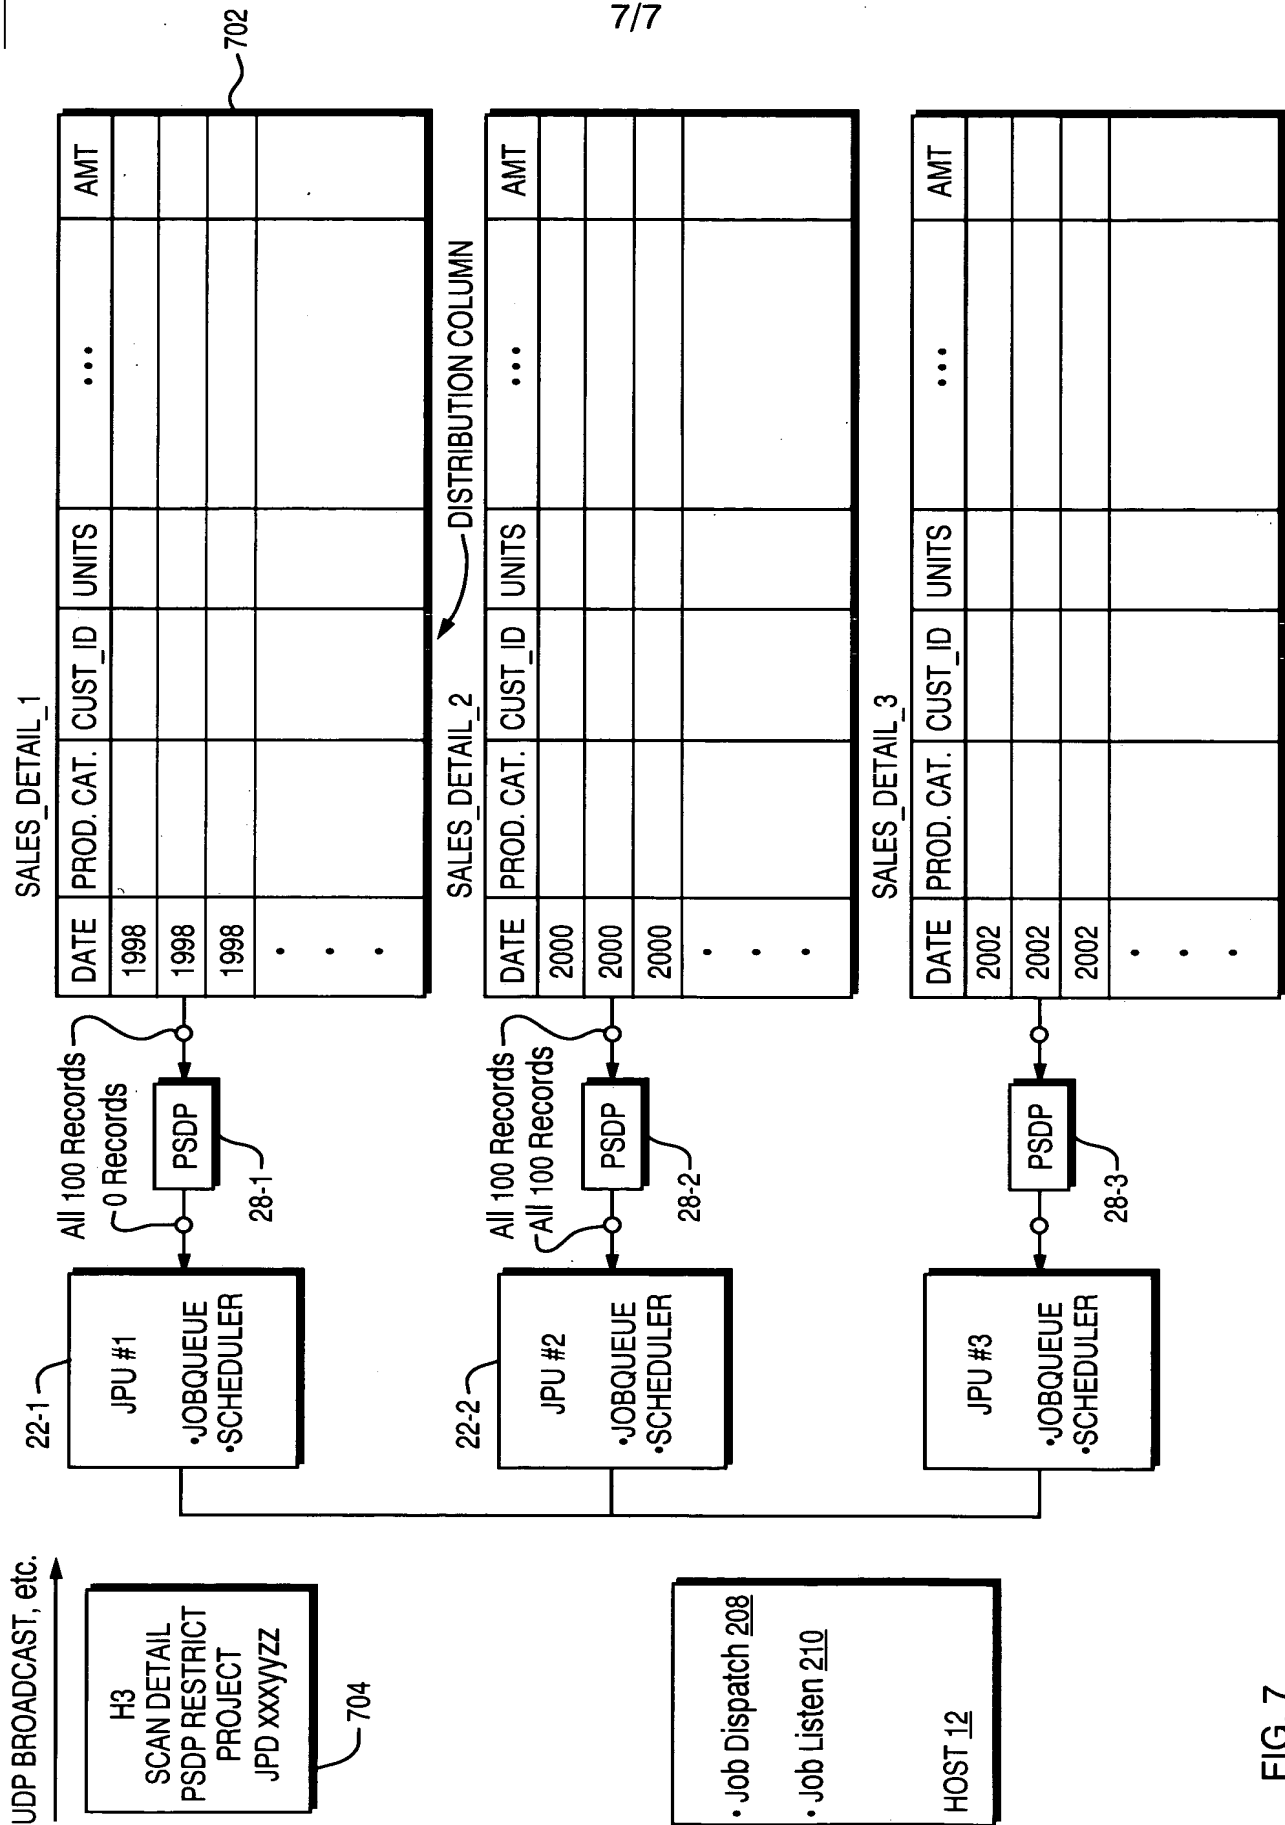 7/7
UDP BROADCAST, etc.
H3
SCAN DETAIL
PSDP RESTRICT
PROJECT
JPD xxxyyzz
704
• Job Dispatch 208
• Job Listen 210
HOST 12
22-1
JPU #1
•JOBQUEUE
•SCHEDULER
All 100 Records
0 Records
PSDP
28-1
SALES_DETAIL_1
DATE PROD. CAT. CUST_ID UNITS ... AMT
1998
1998
1998
702
DISTRIBUTION COLUMN
22-2
JPU #2
•JOBQUEUE
•SCHEDULER
All 100 Records
All 100 Records
PSDP
28-2
SALES_DETAIL_2
DATE PROD. CAT. CUST_ID UNITS ... AMT
2000
2000
2000
JPU #3
•JOBQUEUE
•SCHEDULER
PSDP
28-3
SALES_DETAIL_3
DATE PROD. CAT. CUST_ID UNITS ... AMT
2002
2002
2002
FIG. 7